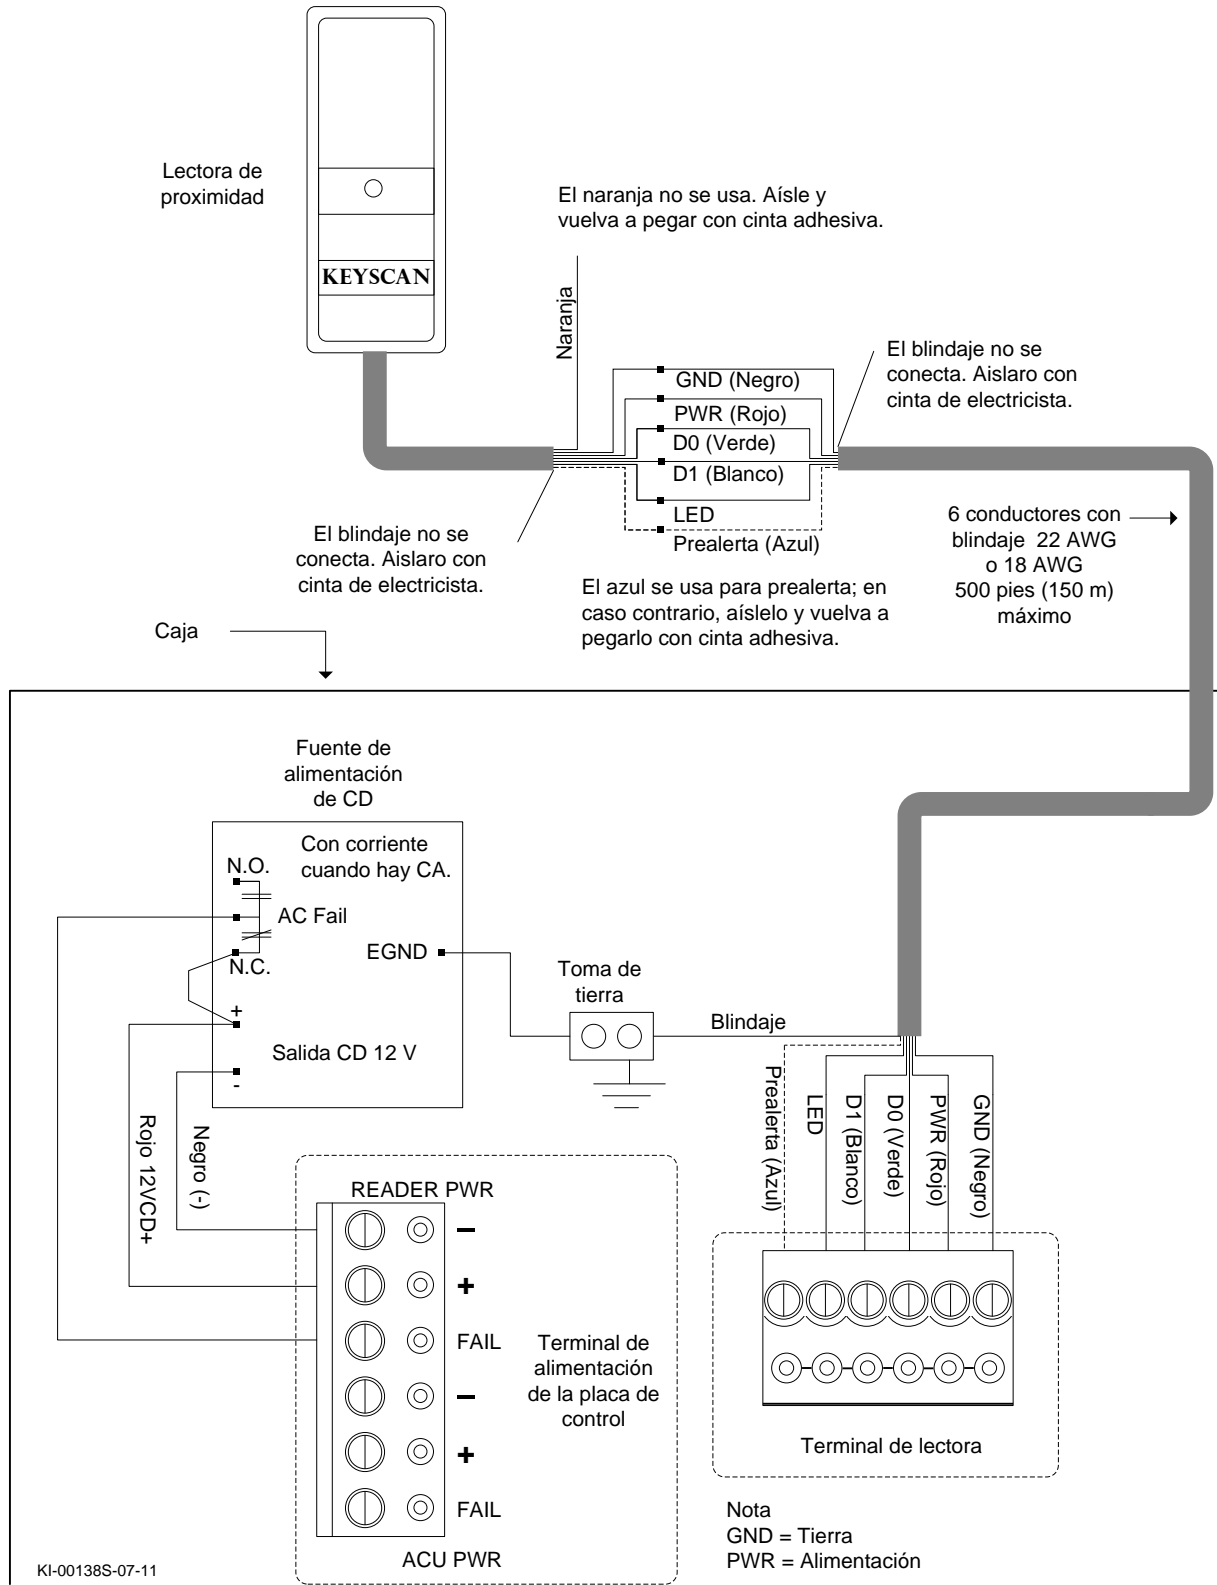 Lectora de
proximidad
KEYSCAN
El naranja no se usa. Aísle y
vuelva a pegar con cinta adhesiva.
Naranja
GND (Negro)
PWR (Rojo)
D0 (Verde)
D1 (Blanco)
LED
Prealerta (Azul)
El blindaje no se
conecta. Aislaro con
cinta de electricista.
El blindaje no se
conecta. Aislaro con
cinta de electricista.
El azul se usa para prealerta; en
caso contrario, aíslelo y vuelva a
pegarlo con cinta adhesiva.
6 conductores con
blindaje 22 AWG
o 18 AWG
500 pies (150 m)
máximo
Caja
Fuente de
alimentación
de CD
Con corriente
cuando hay CA.
N.O.
AC Fail
N.C.
EGND
+
Salida CD 12 V
-
Toma de
tierra
Blindaje
Rojo 12VCD+
Negro (-)
Prealerta (Azul)
LED
D1 (Blanco)
D0 (Verde)
PWR (Rojo)
GND (Negro)
READER PWR
–
+
FAIL
–
+
FAIL
ACU PWR
Terminal de
alimentación
de la placa de
control
Terminal de lectora
Nota
GND = Tierra
PWR = Alimentación
KI-00138S-07-11